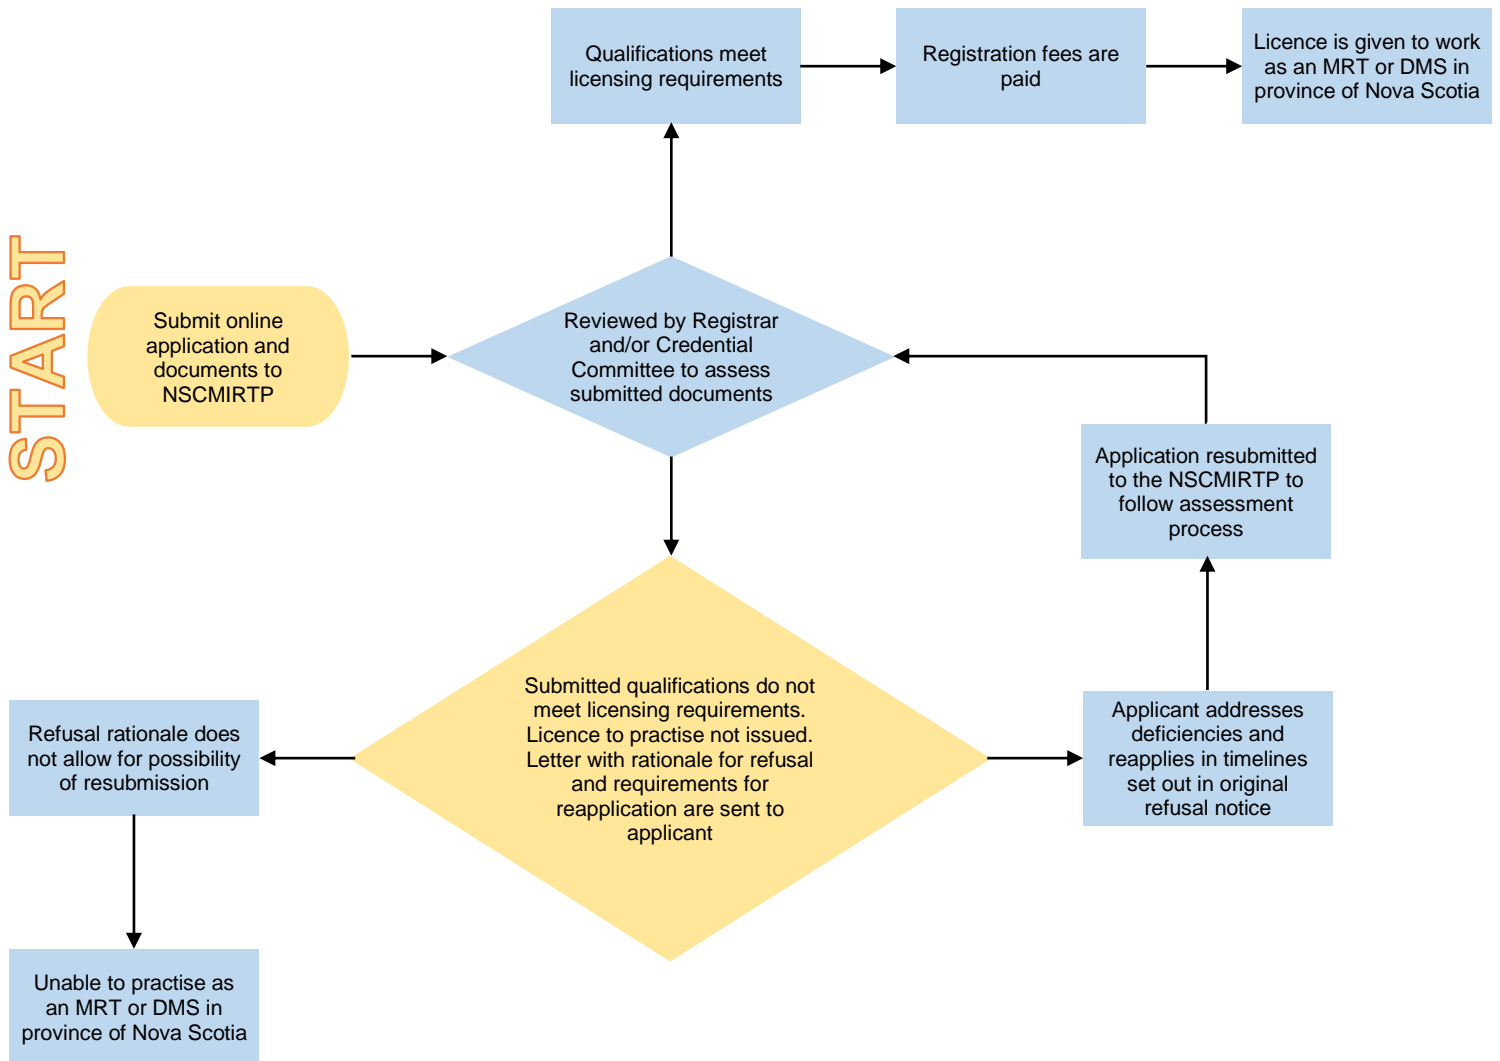 START
Submit online
application and
documents to
NSCMIRTP
Reviewed by Registrar
and/or Credential
Committee to assess
submitted documents
Qualifications meet
licensing requirements
Registration fees are
paid
Licence is given to work
as an MRT or DMS in
province of Nova Scotia
Submitted qualifications do not
meet licensing requirements.
Licence to practise not issued.
Letter with rationale for refusal
and requirements for
reapplication are sent to
applicant
Refusal rationale does
not allow for possibility
of resubmission
Unable to practise as
an MRT or DMS in
province of Nova Scotia
Applicant addresses
deficiencies and
reapplies in timelines
set out in original
refusal notice
Application resubmitted
to the NSCMIRTP to
follow assessment
process